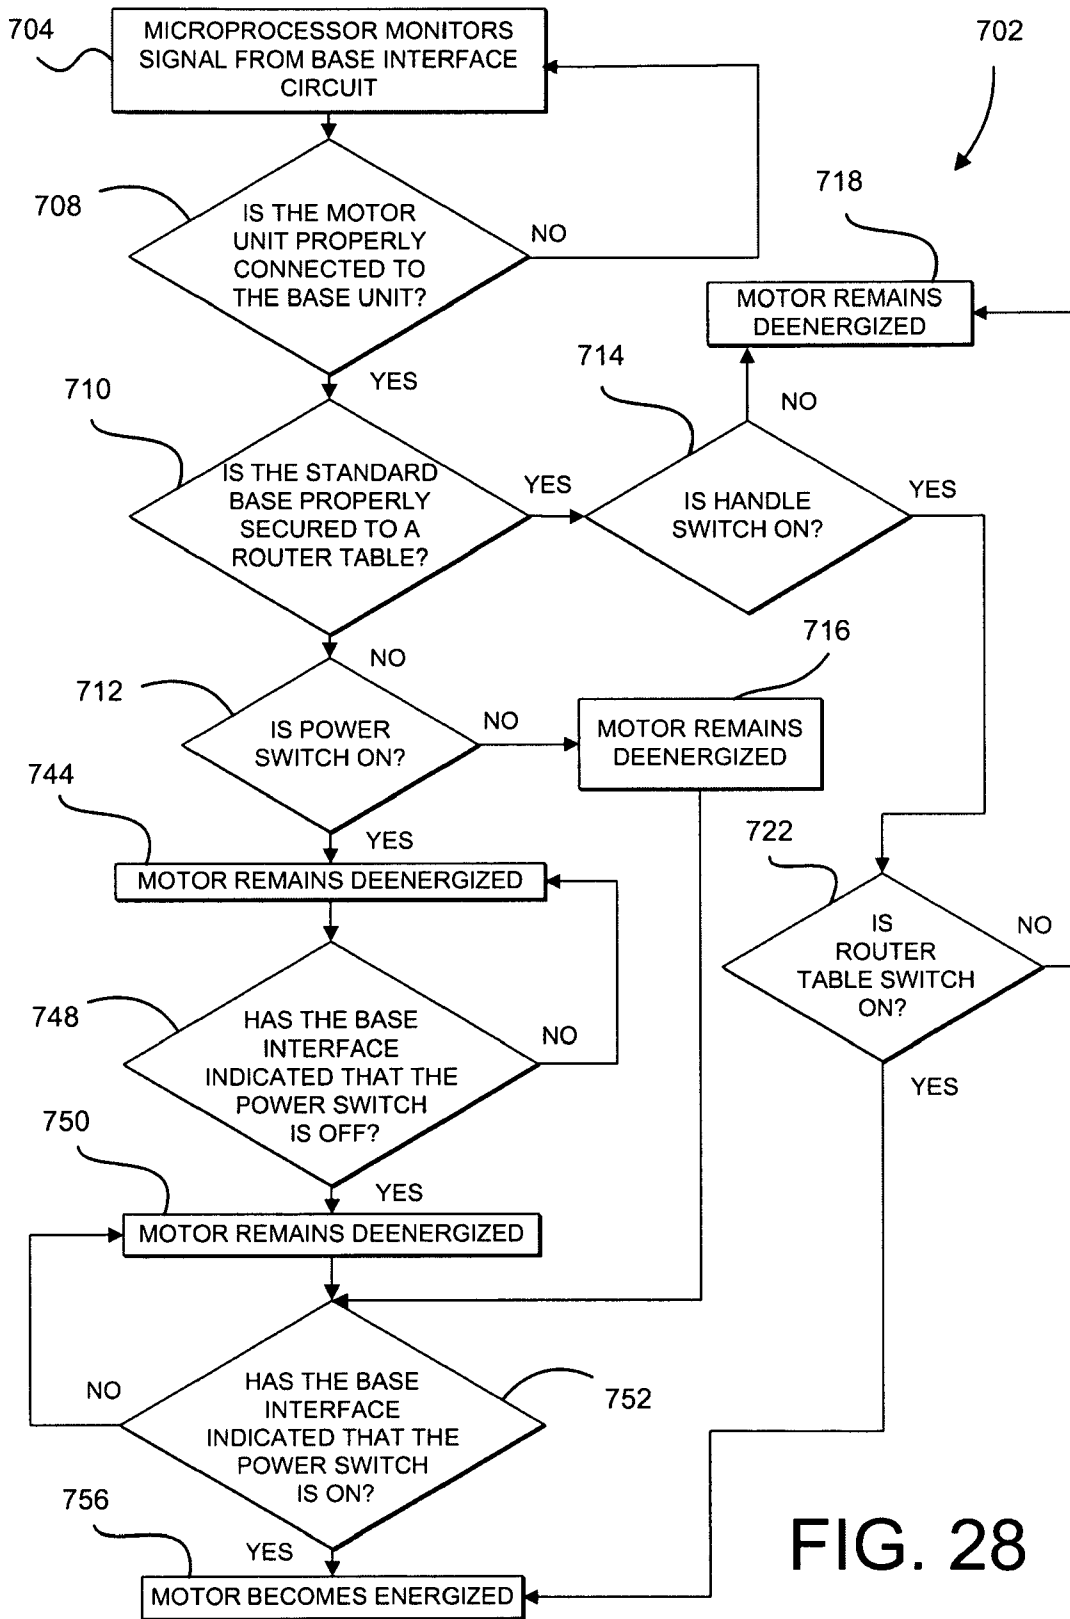 704
MICROPROCESSOR MONITORS
SIGNAL FROM BASE INTERFACE
CIRCUIT
702
708
IS THE MOTOR
UNIT PROPERLY
CONNECTED TO
THE BASE UNIT?
NO
YES
718
MOTOR REMAINS
DEENERGIZED
710
IS THE STANDARD
BASE PROPERLY
SECURED TO A
ROUTER TABLE?
YES
NO
714
NO
IS HANDLE
SWITCH ON?
YES
712
IS POWER
SWITCH ON?
NO
YES
716
MOTOR REMAINS
DEENERGIZED
744
MOTOR REMAINS DEENERGIZED
722
IS
ROUTER
TABLE SWITCH
ON?
NO
YES
748
HAS THE BASE
INTERFACE
INDICATED THAT THE
POWER SWITCH
IS OFF?
NO
YES
750
MOTOR REMAINS DEENERGIZED
NO
HAS THE BASE
INTERFACE
INDICATED THAT THE
POWER SWITCH
IS ON?
752
YES
756
MOTOR BECOMES ENERGIZED
FIG. 28